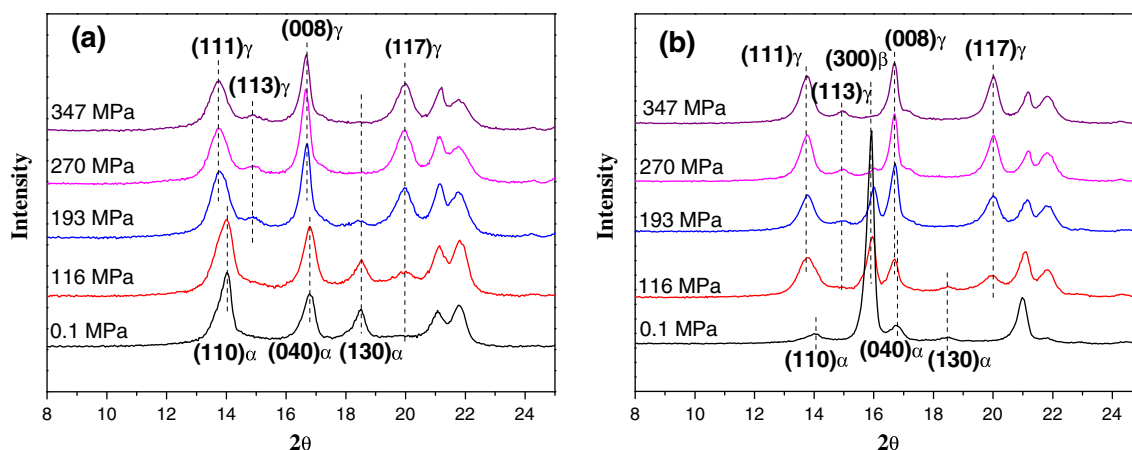 (a)
(111)γ
(008)γ
(117)γ
(113)γ
347 MPa
270 MPa
193 MPa
116 MPa
0.1 MPa
(110)α
(040)α
(130)α
Intensity
8 10 12 14 16 18 20 22 24
2θ
(b)
(111)γ
(300)β
(008)γ
(117)γ
(113)γ
347 MPa
270 MPa
193 MPa
116 MPa
0.1 MPa
(110)α
(040)α
(130)α
Intensity
8 10 12 14 16 18 20 22 24
2θ